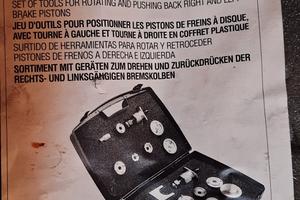 SET OF TOOLS FOR ROTATING AND PUSHING BACK RIGHT AND LEFT
BRAKE PISTONS
JEU D'OUTILS POUR POSITIONNER LES PISTONS DE FREINS À DISQUE,
AVEC TOURNE À GAUCHE ET TOURNE À DROITE EN COFFRET PLASTIQUE
SURTIDO DE HERRAMIENTAS PARA ROTAR Y RETROCEDER
PISTONES DE FRENOS A DERECHA E IZQUIERDA
SORTIMENT MIT GERÄTEN ZUM DREHEN UND ZURÜCKDRÜCKEN DER
RECHTS- UND LINKSGÄNGIGEN BREMSKOLBEN